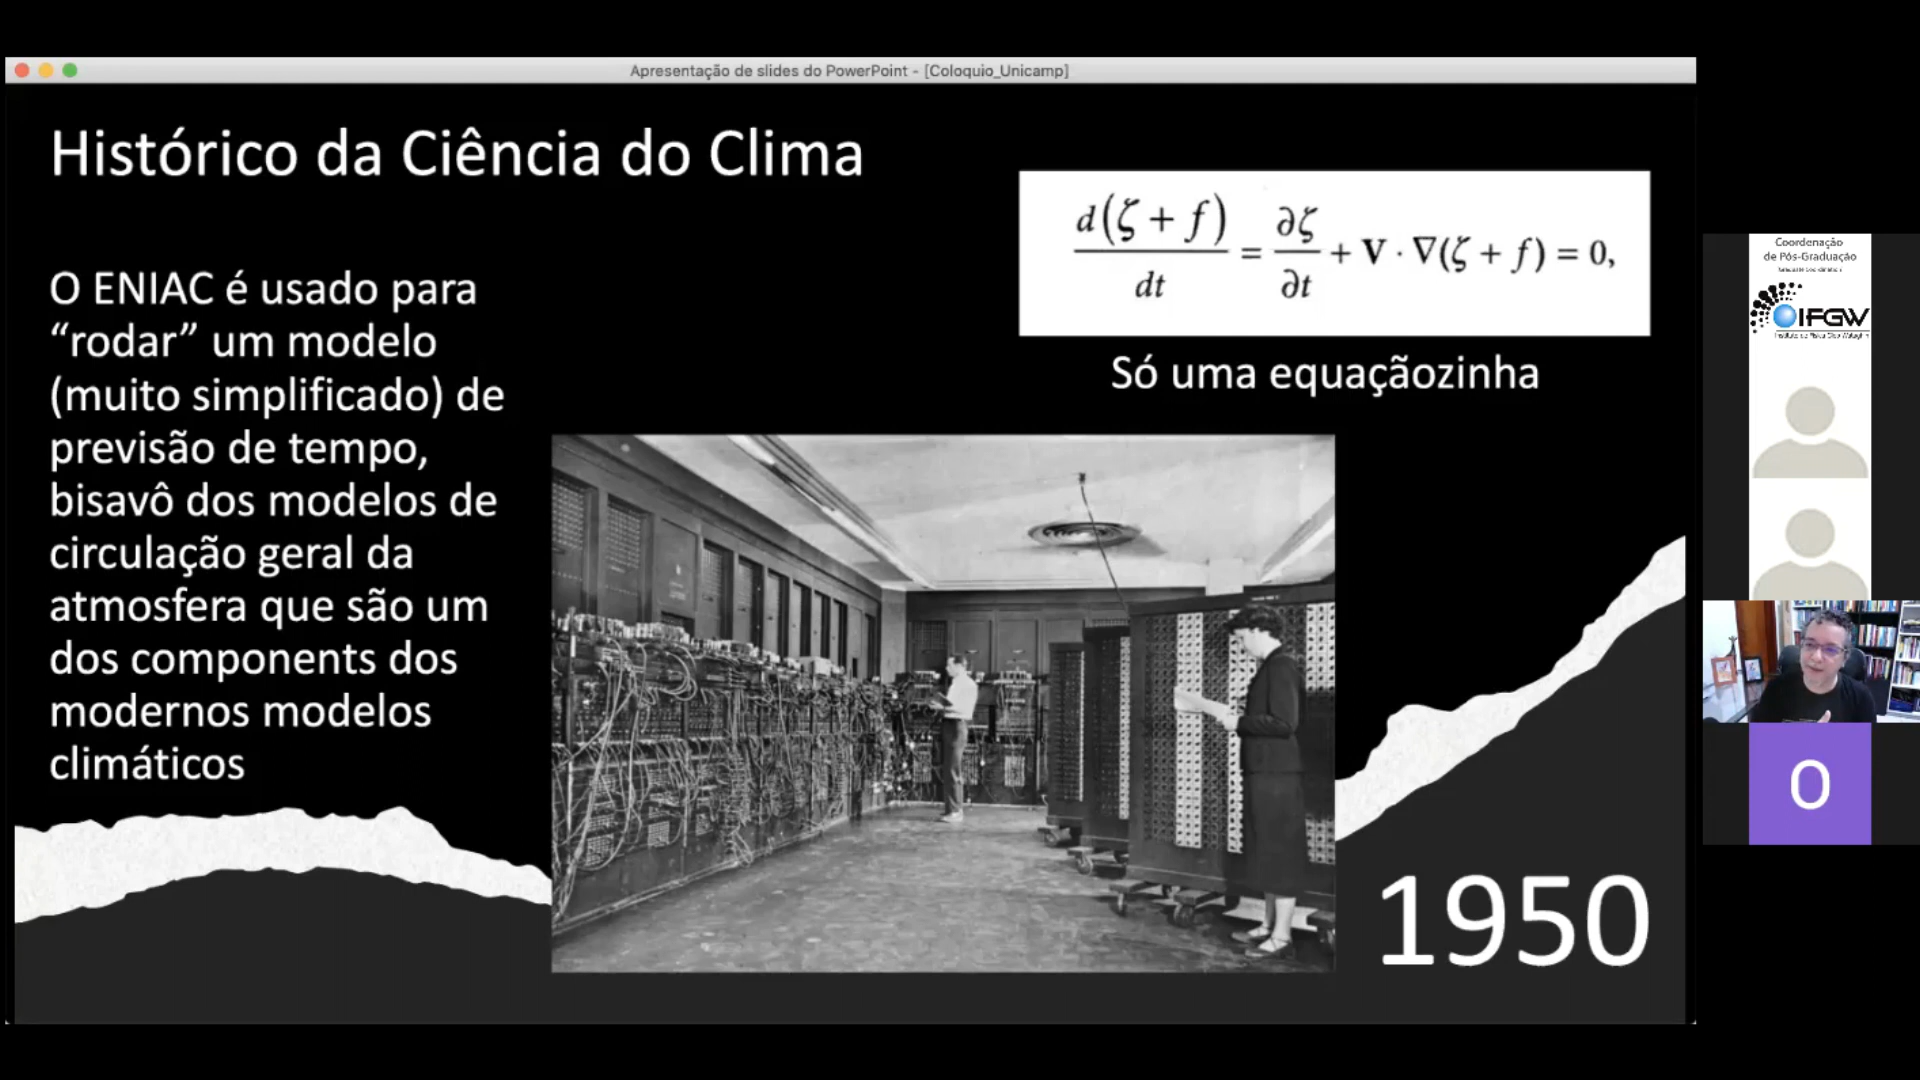 Apresentação de slides do PowerPoint - [Coloquio_Unicamp]
Histórico da Ciência do Clima
d(ζ + f)/dt = ∂ζ/∂t + V · ∇(ζ + f) = 0,
Só uma equaçãozinha
O ENIAC é usado para
“rodar” um modelo
(muito simplificado) de
previsão de tempo,
bisavô dos modelos de
circulação geral da
atmosfera que são um
dos components dos
modernos modelos
climáticos
1950
Coordenação
de Pós-Graduação
IFGW
O